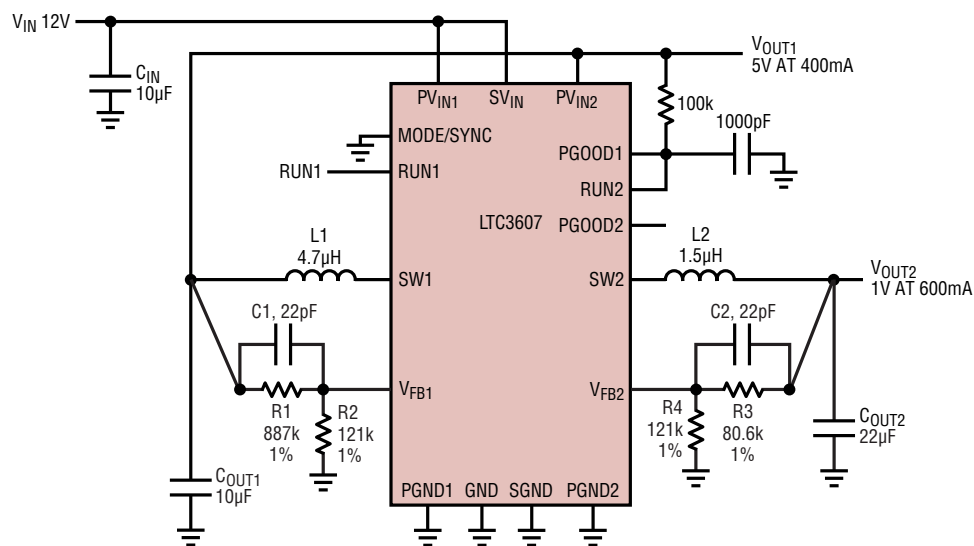 VIN 12V
VOUT1
5V AT 400mA
CIN
10µF
PVIN1
SVIN
PVIN2
100k
1000pF
MODE/SYNC
PGOOD1
RUN1
RUN1
RUN2
LTC3607
PGOOD2
L1
4.7µH
SW1
SW2
L2
1.5µH
VOUT2
1V AT 600mA
C1, 22pF
C2, 22pF
VFB1
VFB2
R1
887k
1%
R2
121k
1%
R4
121k
1%
R3
80.6k
1%
COUT2
22µF
COUT1
10µF
PGND1
GND
SGND
PGND2